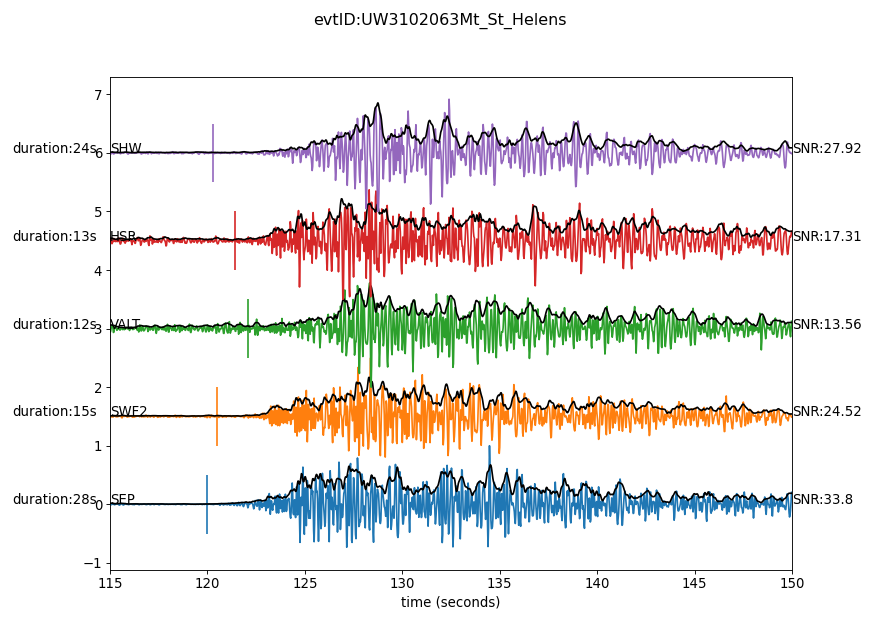 evtID:UW3102063Mt_St_Helens
7
duration:24s 6 SHW SNR:27.92
5
duration:13s HSR SNR:17.31
4
duration:12s 3 VALT SNR:13.56
2
duration:15s SWF2 SNR:24.52
1
duration:28s 0 SEP SNR:33.8
−1
115 120 125 130 135 140 145 150
time (seconds)